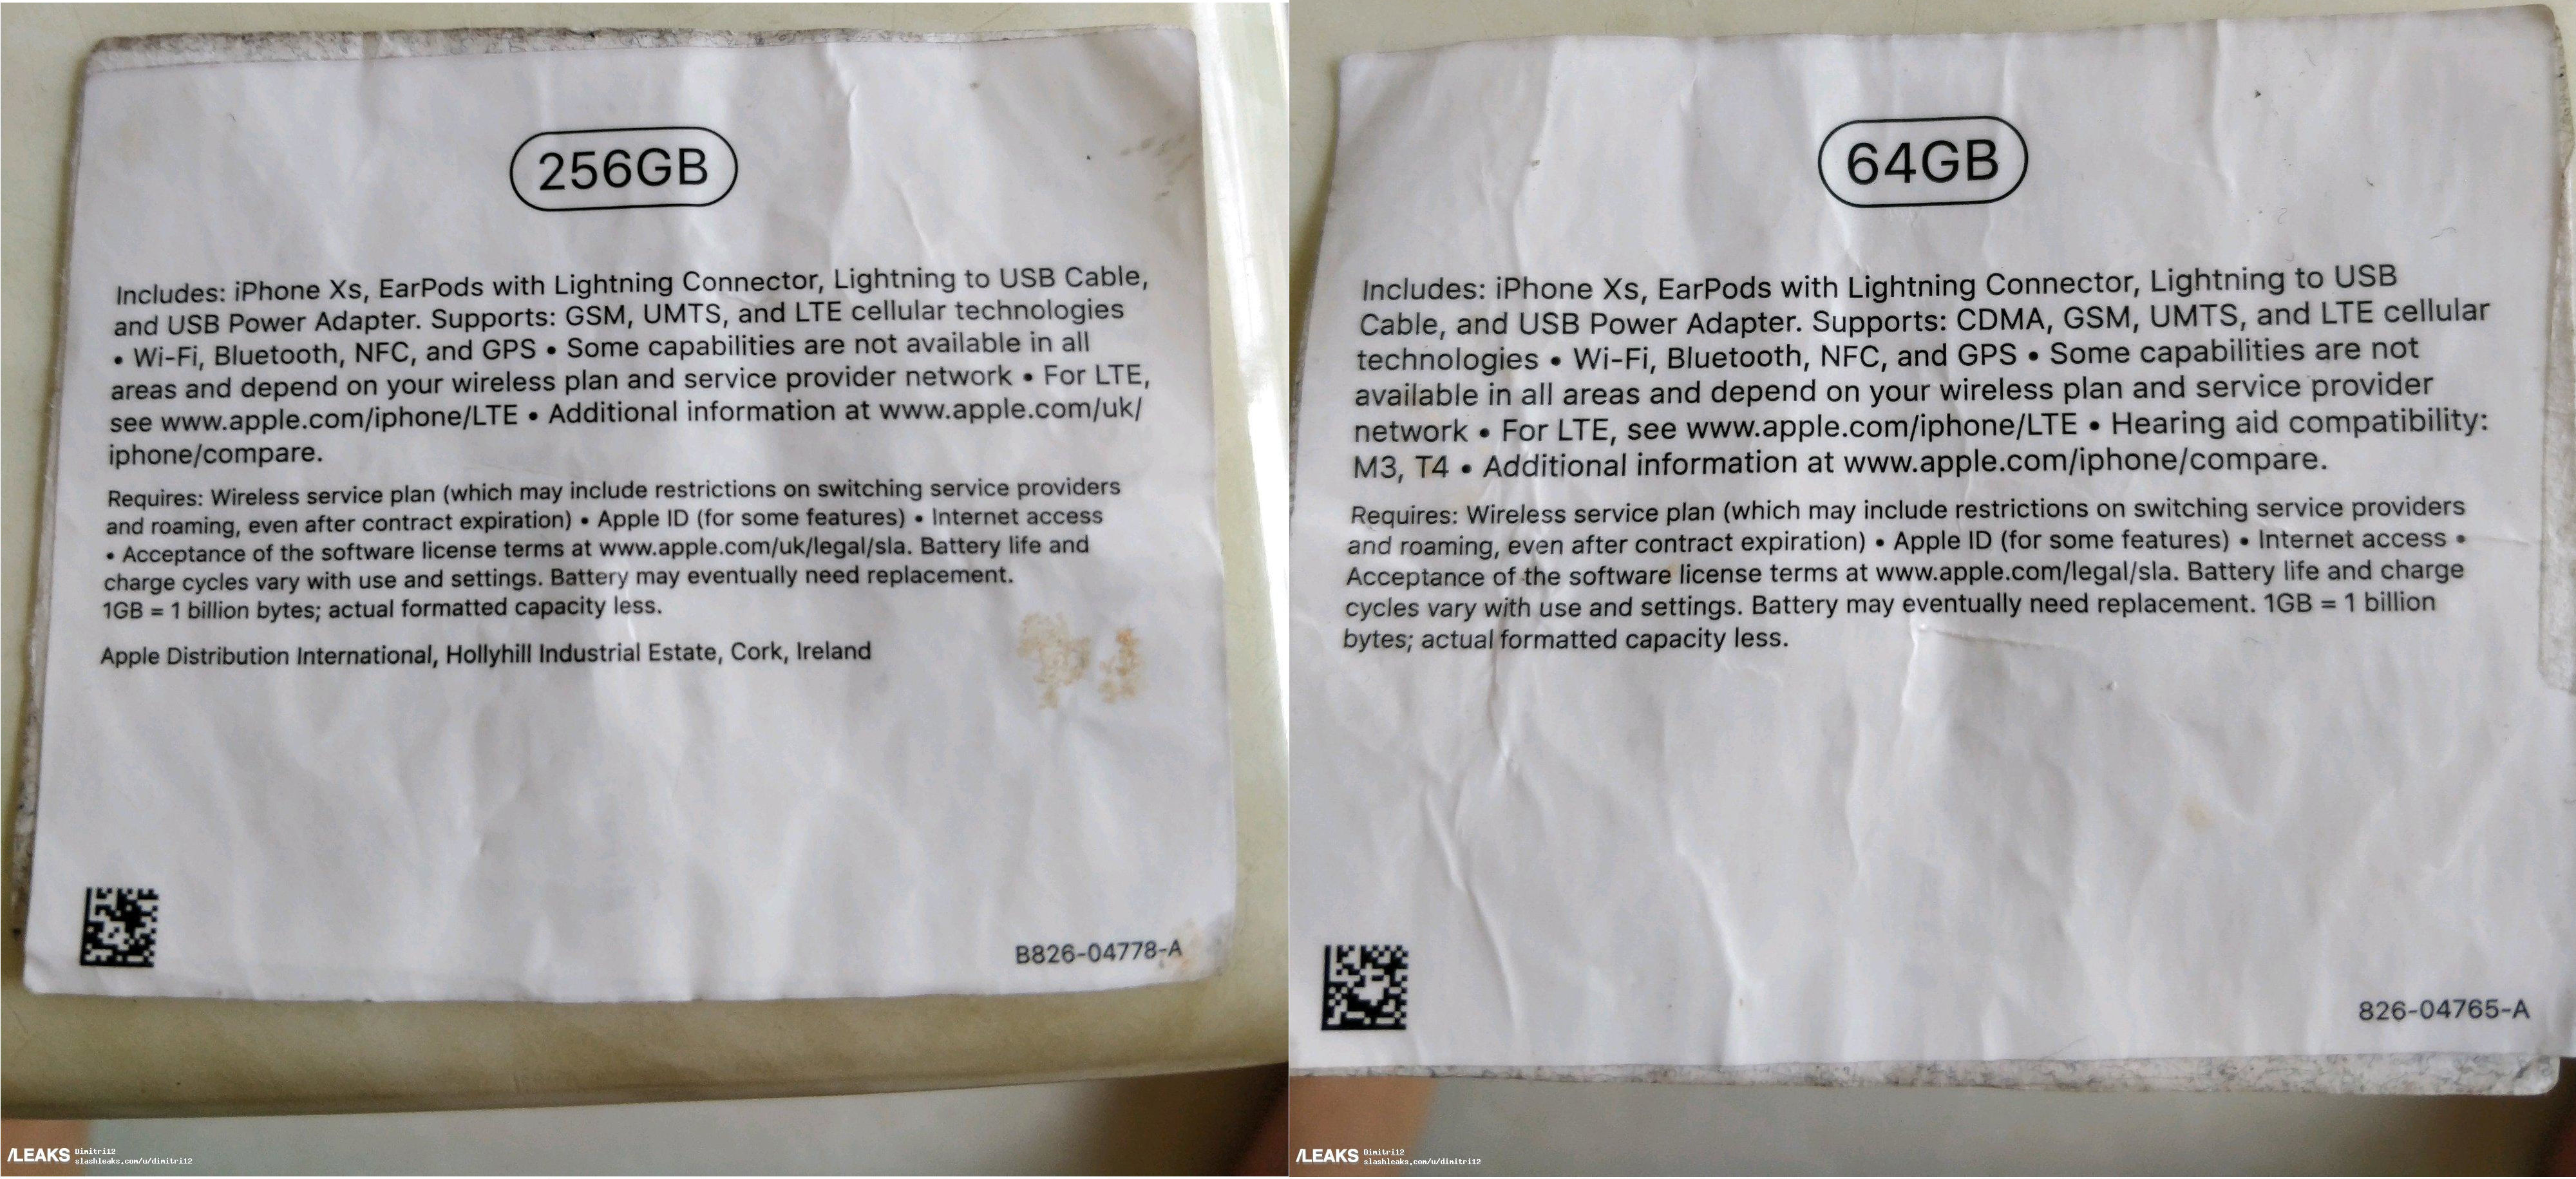 256GB
Includes: iPhone Xs, EarPods with Lightning Connector, Lightning to USB Cable,
and USB Power Adapter. Supports: GSM, UMTS, and LTE cellular technologies
• Wi-Fi, Bluetooth, NFC, and GPS • Some capabilities are not available in all
areas and depend on your wireless plan and service provider network • For LTE,
see www.apple.com/iphone/LTE • Additional information at www.apple.com/uk/
iphone/compare.
Requires: Wireless service plan (which may include restrictions on switching service providers
and roaming, even after contract expiration) • Apple ID (for some features) • Internet access
• Acceptance of the software license terms at www.apple.com/uk/legal/sla. Battery life and
charge cycles vary with use and settings. Battery may eventually need replacement.
1GB = 1 billion bytes; actual formatted capacity less.
Apple Distribution International, Hollyhill Industrial Estate, Cork, Ireland
B826-04778-A
/LEAKS Dimitri12
slashleaks.com/u/dimitri12
64GB
Includes: iPhone Xs, EarPods with Lightning Connector, Lightning to USB
Cable, and USB Power Adapter. Supports: CDMA, GSM, UMTS, and LTE cellular
technologies • Wi-Fi, Bluetooth, NFC, and GPS • Some capabilities are not
available in all areas and depend on your wireless plan and service provider
network • For LTE, see www.apple.com/iphone/LTE • Hearing aid compatibility:
M3, T4 • Additional information at www.apple.com/iphone/compare.
Requires: Wireless service plan (which may include restrictions on switching service providers
and roaming, even after contract expiration) • Apple ID (for some features) • Internet access •
Acceptance of the software license terms at www.apple.com/legal/sla. Battery life and charge
cycles vary with use and settings. Battery may eventually need replacement. 1GB = 1 billion
bytes; actual formatted capacity less.
826-04765-A
/LEAKS Dimitri12
slashleaks.com/u/dimitri12